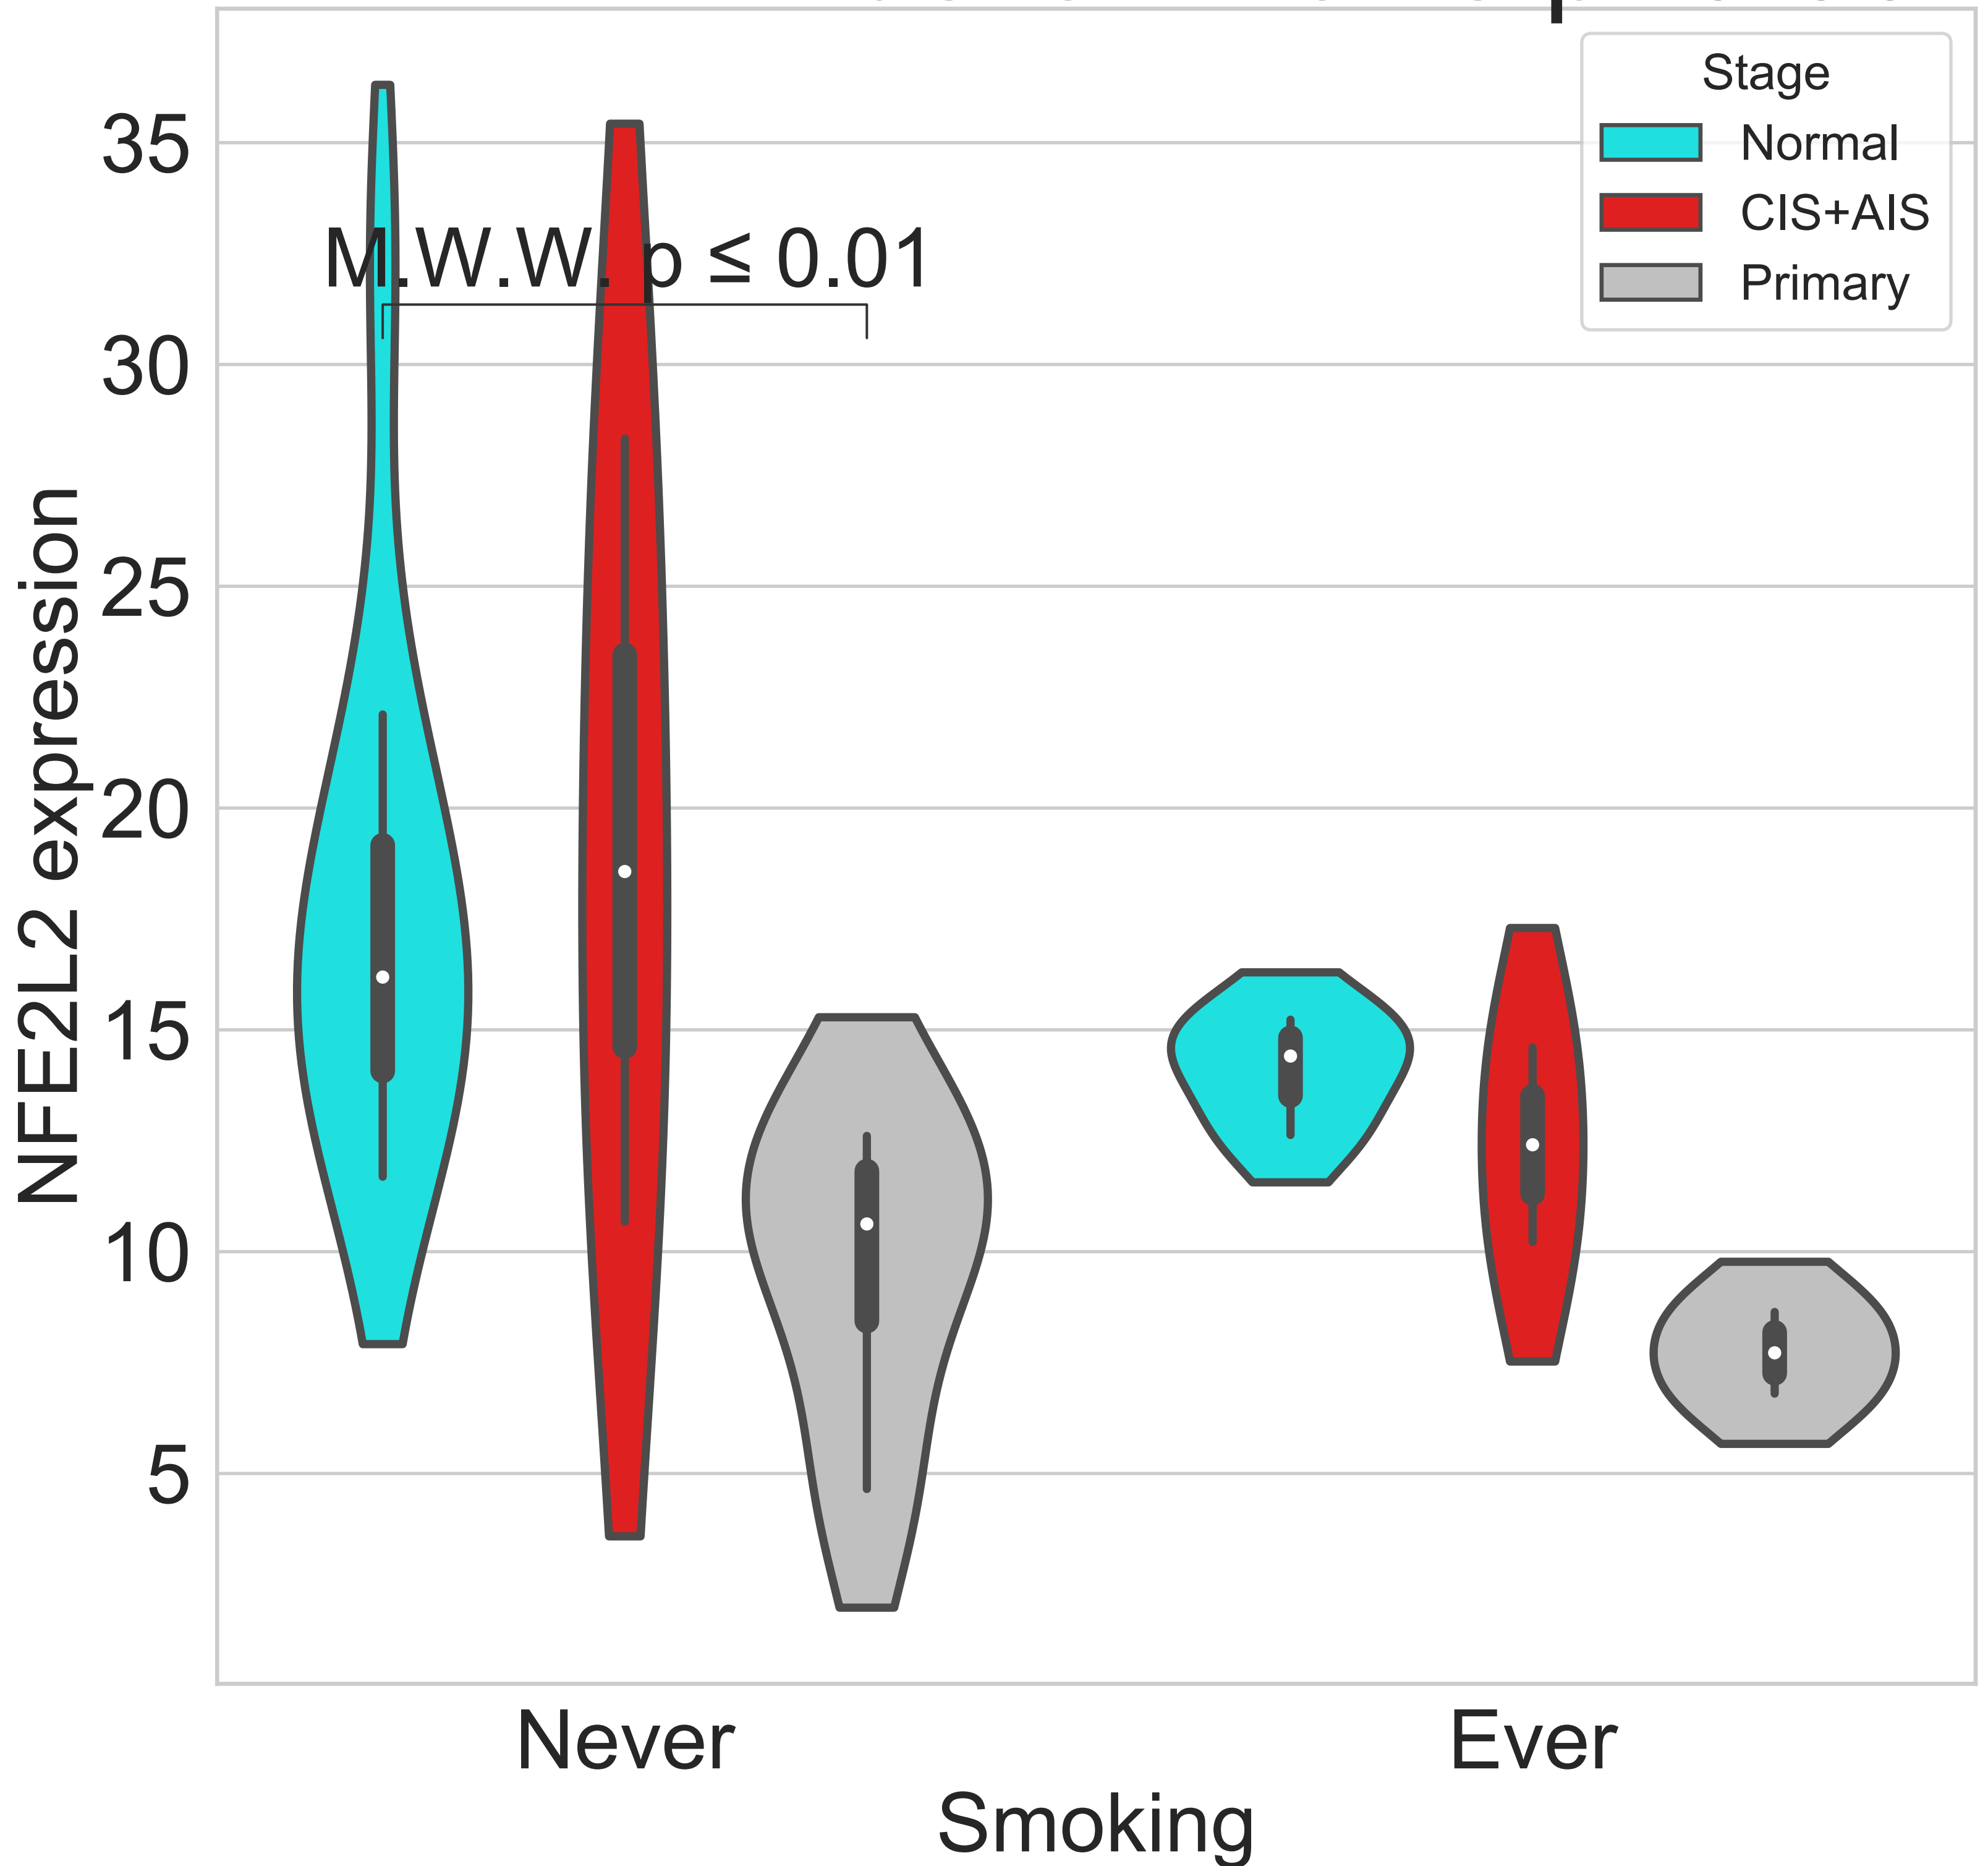 Stage
Normal
CIS+AIS
Primary
M.W.W. p ≤ 0.01
35
30
25
20
15
10
5
NFE2L2 expression
Never
Ever
Smoking